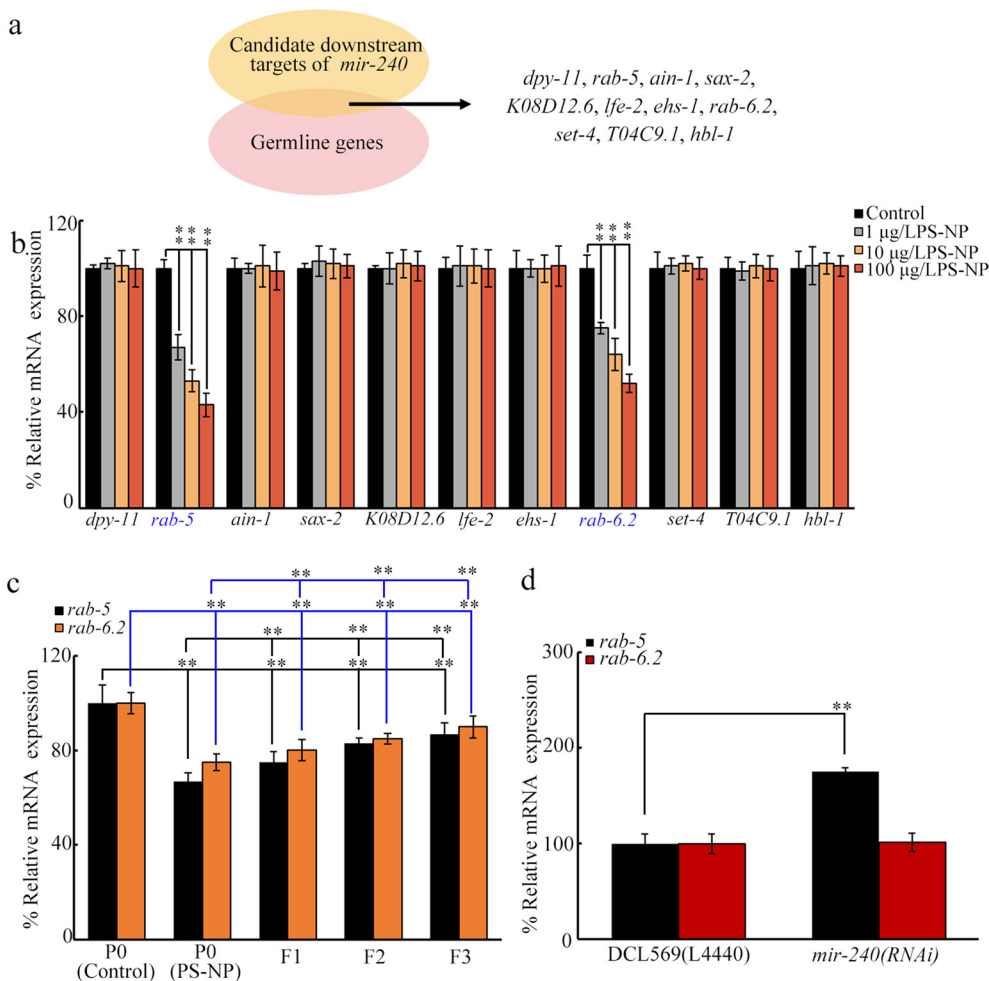 a
Candidate downstream
targets of mir-240
Germline genes
dpy-11, rab-5, ain-1, sax-2,
K08D12.6, lfe-2, ehs-1, rab-6.2,
set-4, T04C9.1, hbl-1
b
% Relative mRNA expression
120
80
40
0
** ** **
** ** **
Control
1 μg/LPS-NP
10 μg/LPS-NP
100 μg/LPS-NP
dpy-11 rab-5 ain-1 sax-2 K08D12.6 lfe-2 ehs-1 rab-6.2 set-4 T04C9.1 hbl-1
c
rab-5
rab-6.2
** ** **
** ** ** **
** ** **
** ** ** **
% Relative mRNA expression
120
80
40
0
P0 P0 F1 F2 F3
(Control) (PS-NP)
d
rab-5
rab-6.2
**
% Relative mRNA expression
300
200
100
0
DCL569(L4440) mir-240(RNAi)